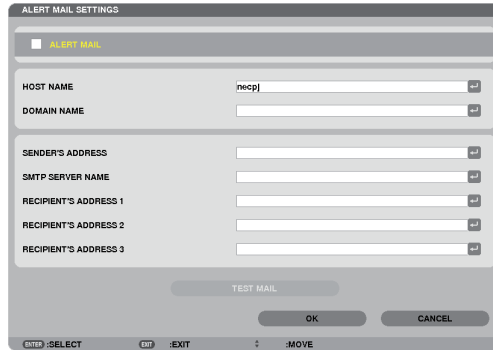 ALERT MAIL SETTINGS
ALERT MAIL
HOST NAME necpj
DOMAIN NAME
SENDER'S ADDRESS
SMTP SERVER NAME
RECIPIENT'S ADDRESS 1
RECIPIENT'S ADDRESS 2
RECIPIENT'S ADDRESS 3
TEST MAIL
OK CANCEL
ENTER :SELECT EXIT :EXIT :MOVE